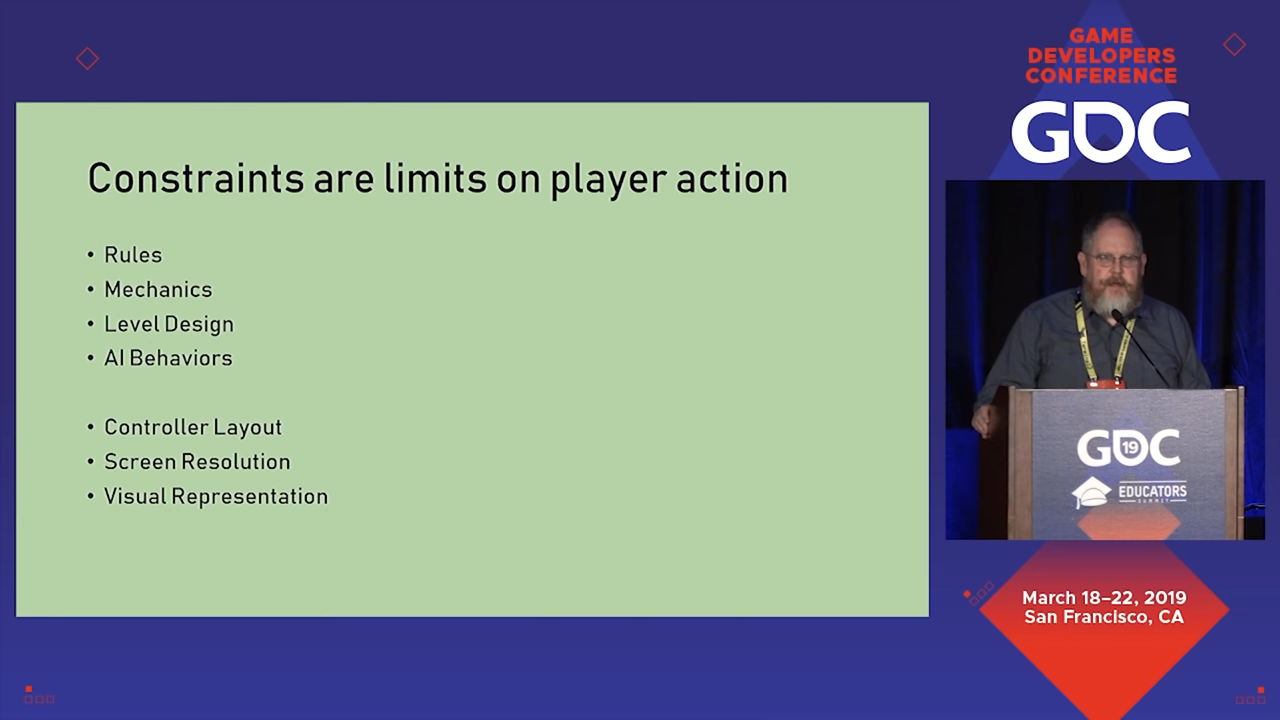 GAME
DEVELOPERS
CONFERENCE
GDC
Constraints are limits on player action
• Rules
• Mechanics
• Level Design
• AI Behaviors
• Controller Layout
• Screen Resolution
• Visual Representation
GDC
19
EDUCATORS
SUMMIT
March 18–22, 2019
San Francisco, CA